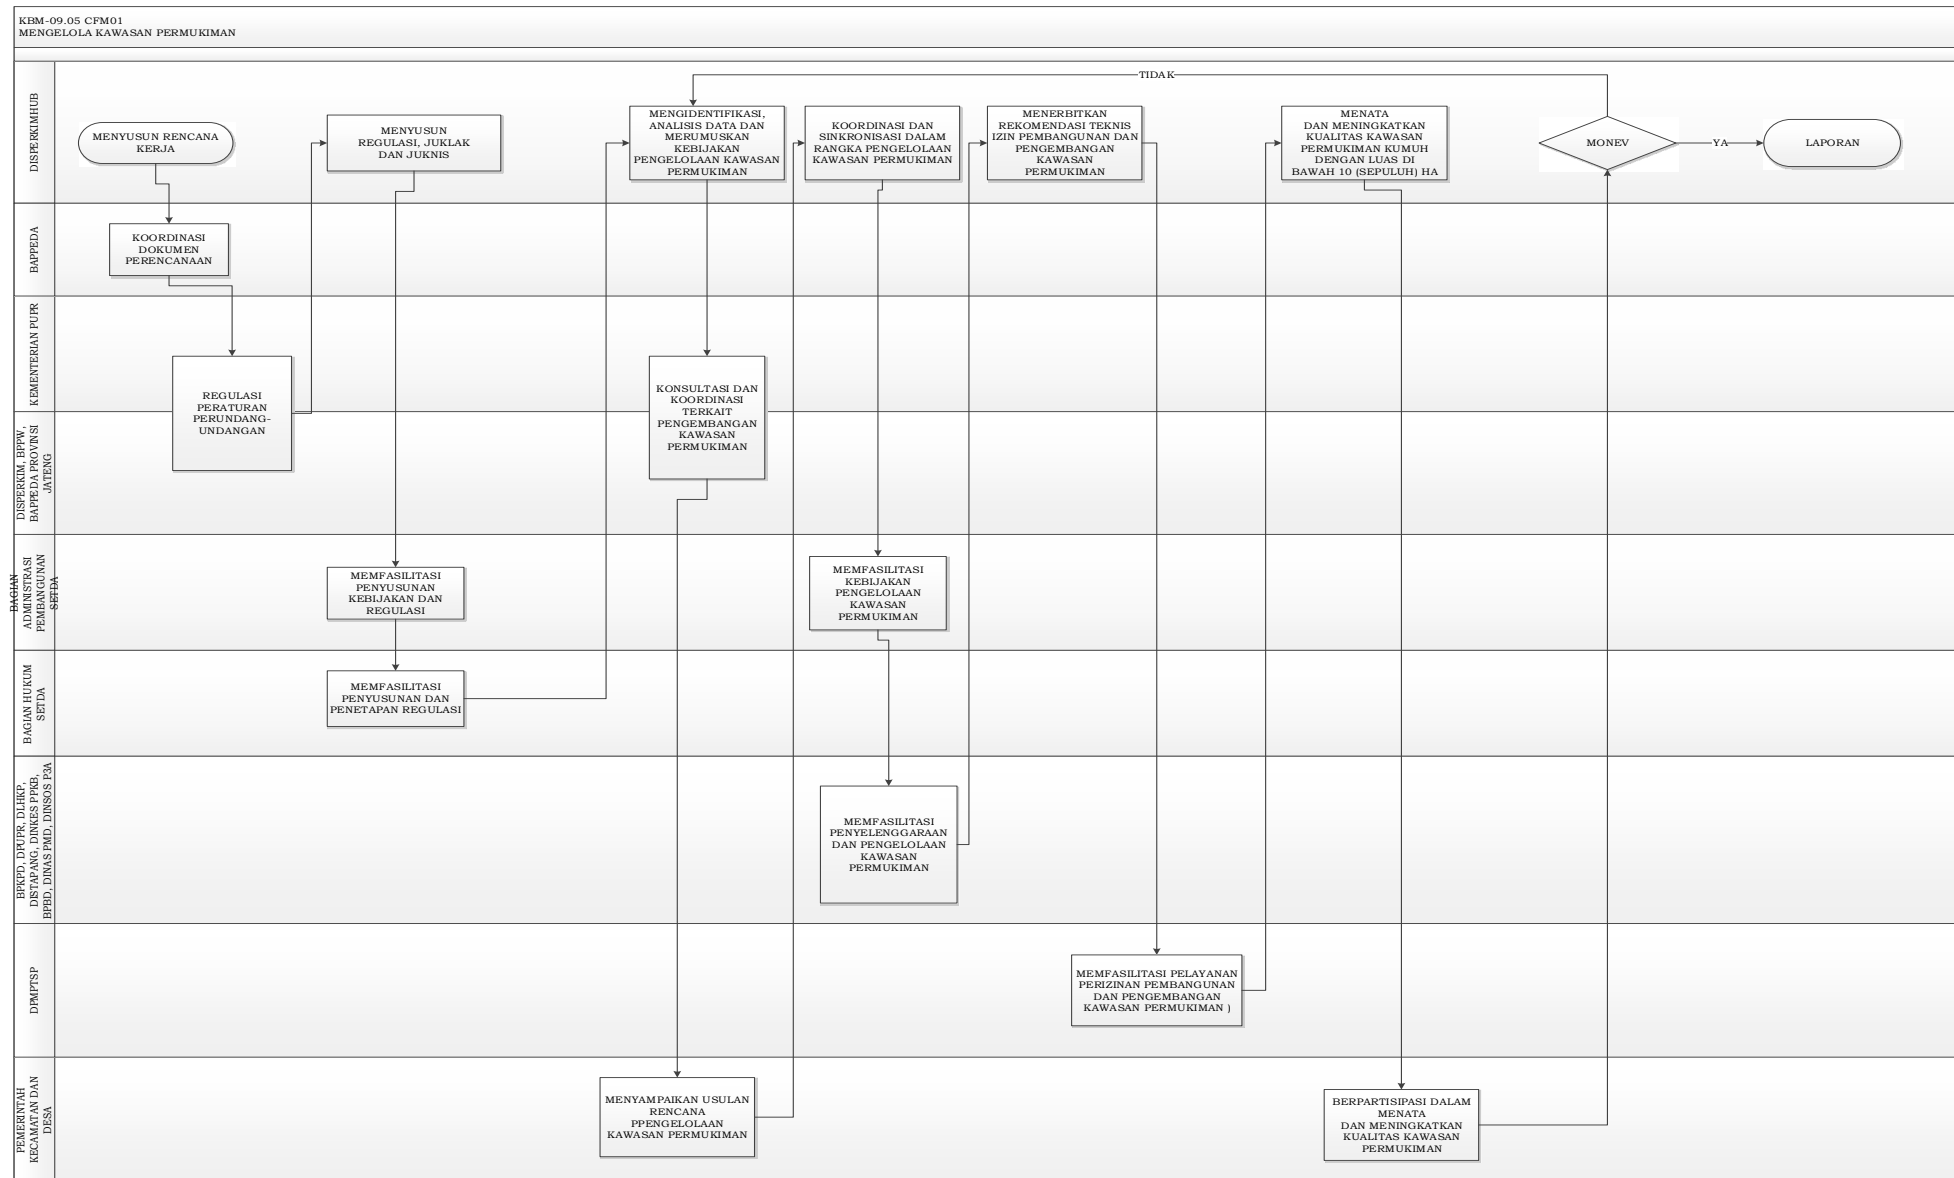 KBM-09.05 CFM01
MENGELOLA KAWASAN PERMUKIMAN
DISPERKIMHUB
MENYUSUN RENCANA
KERJA
MENYUSUN
REGULASI, JUKLAK
DAN JUKNIS
MENGIDENTIFIKASI,
ANALISIS DATA DAN
MERUMUSKAN
KEBIJAKAN
PENGELOLAAN KAWASAN
PERMUKIMAN
KOORDINASI DAN
SINKRONISASI DALAM
RANGKA PENGELOLAAN
KAWASAN PERMUKIMAN
MENERBITKAN
REKOMENDASI TEKNIS
IZIN PEMBANGUNAN DAN
PENGEMBANGAN
KAWASAN
PERMUKIMAN
MENATA
DAN MENINGKATKAN
KUALITAS KAWASAN
PERMUKIMAN KUMUH
DENGAN LUAS DI
BAWAH 10 (SEPULUH) HA
TIDAK
MONEV
YA
LAPORAN
BAPPEDA
KOORDINASI
DOKUMEN
PERENCANAAN
KEMENTERIAN PUPR
REGULASI
PERATURAN
PERUNDANG-
UNDANGAN
KONSULTASI DAN
KOORDINASI
TERKAIT
PENGEMBANGAN
KAWASAN
PERMUKIMAN
DISPERKIM, BPPW,
BAPPEDA PROVINSI
JATENG
BAGIAN
ADMINISTRASI
PEMBANGUNAN
SETDA
MEMFASILITASI
PENYUSUNAN
KEBIJAKAN DAN
REGULASI
MEMFASILITASI
KEBIJAKAN
PENGELOLAAN
KAWASAN
PERMUKIMAN
BAGIAN HUKUM
SETDA
MEMFASILITASI
PENYUSUNAN DAN
PENETAPAN REGULASI
BPKPD, DPUPR, DLHKP,
DISTAPANG, DINKES PPKB,
BPBD, DINAS PMD, DINSOS P3A
MEMFASILITASI
PENYELENGGARAAN
DAN PENGELOLAAN
KAWASAN
PERMUKIMAN
DPMPTSP
MEMFASILITASI PELAYANAN
PERIZINAN PEMBANGUNAN
DAN PENGEMBANGAN
KAWASAN PERMUKIMAN )
PEMERINTAH
KECAMATAN DAN
DESA
MENYAMPAIKAN USULAN
RENCANA
PPENGELOLAAN
KAWASAN PERMUKIMAN
BERPARTISIPASI DALAM
MENATA
DAN MENINGKATKAN
KUALITAS KAWASAN
PERMUKIMAN